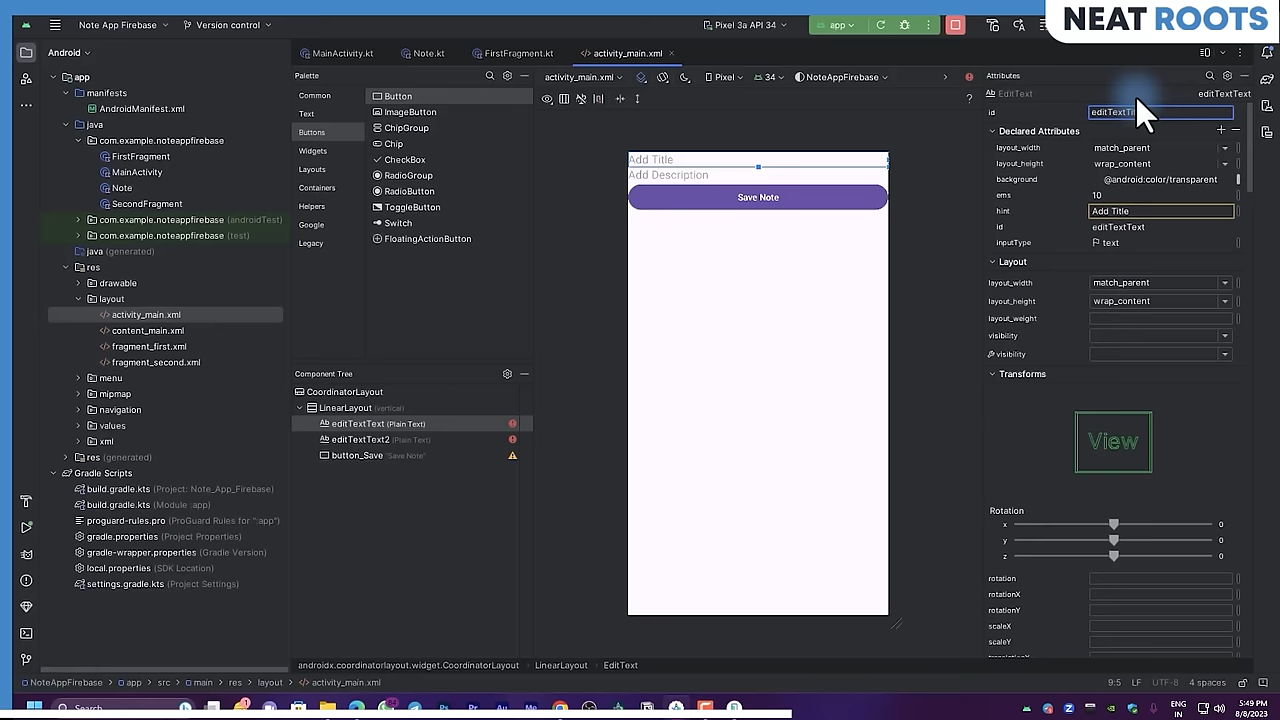 NEAT ROOTS
Note App Firebase
Version control
Pixel 3a API 34
app
Android
MainActivity.kt
Note.kt
FirstFragment.kt
activity_main.xml
app
manifests
AndroidManifest.xml
java
com.example.noteappfirebase
FirstFragment
MainActivity
Note
SecondFragment
com.example.noteappfirebase (androidTest)
com.example.noteappfirebase (test)
java (generated)
res
drawable
layout
activity_main.xml
content_main.xml
fragment_first.xml
fragment_second.xml
menu
mipmap
navigation
values
xml
res (generated)
Gradle Scripts
build.gradle.kts (Project: Note_App_Firebase)
build.gradle.kts (Module :app)
proguard-rules.pro (ProGuard Rules for ":app")
gradle.properties (Project Properties)
gradle-wrapper.properties (Gradle Version)
local.properties (SDK Location)
settings.gradle.kts (Project Settings)
Palette
Common
Text
Buttons
Widgets
Layouts
Containers
Helpers
Google
Legacy
Button
ImageButton
ChipGroup
Chip
CheckBox
RadioGroup
RadioButton
ToggleButton
Switch
FloatingActionButton
Component Tree
CoordinatorLayout
LinearLayout (vertical)
Ab editTextText (Plain Text)
Ab editTextText2 (Plain Text)
button_Save "Save Note"
activity_main.xml
Pixel
34
NoteAppFirebase
?
Add Title
Add Description
Save Note
Attributes
Ab EditText
editTextText
id
Declared Attributes
layout_width match_parent
layout_height wrap_content
background @android:color/transparent
ems 10
hint Add Title
id editTextText
inputType text
Layout
layout_width match_parent
layout_height wrap_content
layout_weight
visibility
visibility
Transforms
View
Rotation
x 0
y 0
z 0
rotation
rotationX
rotationY
scaleX
scaleY
androidx.coordinatorlayout.widget.CoordinatorLayout
LinearLayout
EditText
NoteAppFirebase
app
src
main
res
layout
activity_main.xml
9:5
LF
UTF-8
4 spaces
Search
ENG
IN
5:49 PM
8/8/2023